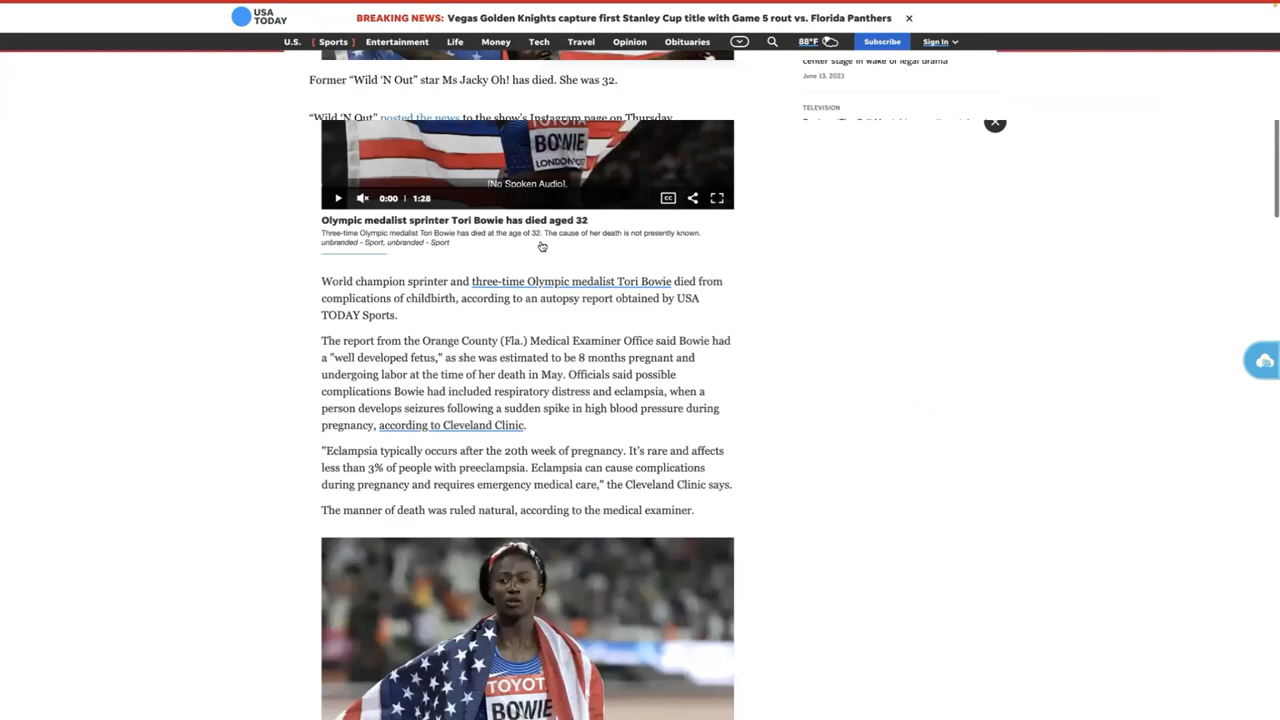 USA
TODAY
BREAKING NEWS: Vegas Golden Knights capture first Stanley Cup title with Game 5 rout vs. Florida Panthers
U.S. [ Sports ] Entertainment Life Money Tech Travel Opinion Obituaries 88°F Subscribe Sign In
center stage in wake of legal drama
Former “Wild ‘N Out” star Ms Jacky Oh! has died. She was 32.
June 13, 2023
TELEVISION
“Wild ‘N Out” posted the news to the show’s Instagram page on Thursday
BOWIE
LONDON
[No Spoken Audio].
0:00 1:28
CC
Olympic medalist sprinter Tori Bowie has died aged 32
Three-time Olympic medalist Tori Bowie has died at the age of 32. The cause of her death is not presently known.
unbranded - Sport, unbranded - Sport
World champion sprinter and three-time Olympic medalist Tori Bowie died from
complications of childbirth, according to an autopsy report obtained by USA
TODAY Sports.
The report from the Orange County (Fla.) Medical Examiner Office said Bowie had
a "well developed fetus," as she was estimated to be 8 months pregnant and
undergoing labor at the time of her death in May. Officials said possible
complications Bowie had included respiratory distress and eclampsia, when a
person develops seizures following a sudden spike in high blood pressure during
pregnancy, according to Cleveland Clinic.
"Eclampsia typically occurs after the 20th week of pregnancy. It’s rare and affects
less than 3% of people with preeclampsia. Eclampsia can cause complications
during pregnancy and requires emergency medical care," the Cleveland Clinic says.
The manner of death was ruled natural, according to the medical examiner.
TOYOT
BOWIE